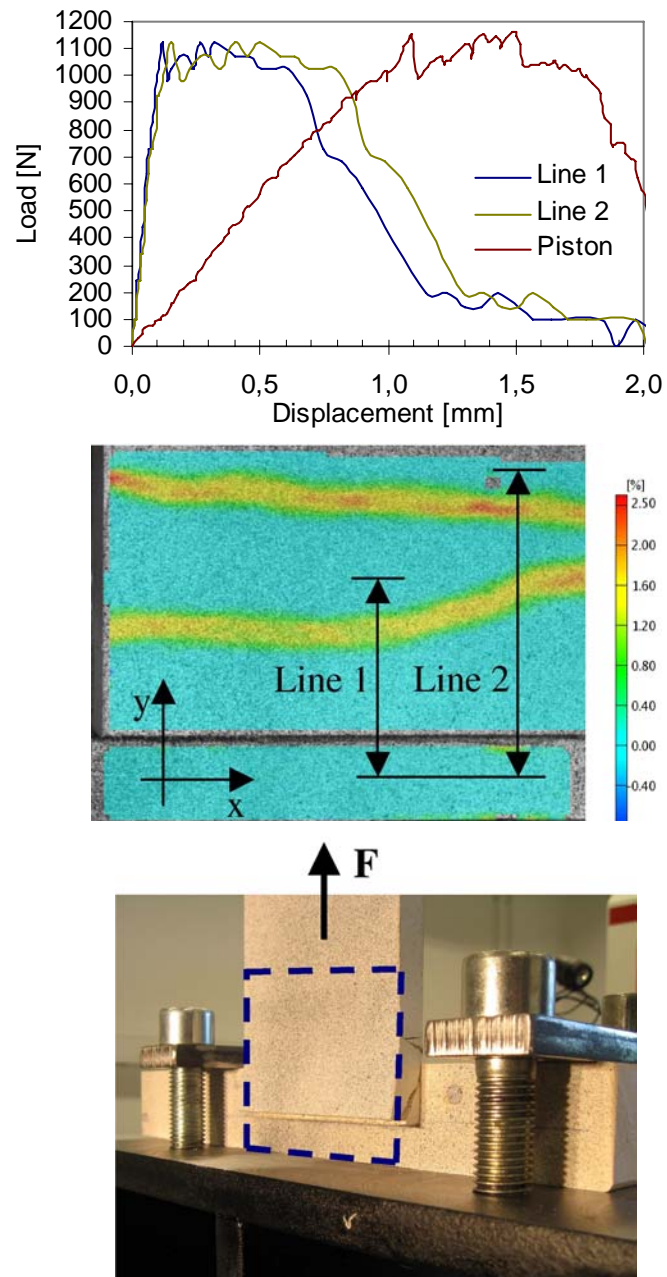 1200
1100
1000
900
800
700
600
500
400
300
200
100
0
Load [N]
Line 1
Line 2
Piston
0,0 0,5 1,0 1,5 2,0
Displacement [mm]
[%]
2.50
2.00
1.60
1.20
0.80
0.40
0.00
-0.40
Line 1 Line 2
y
x
F